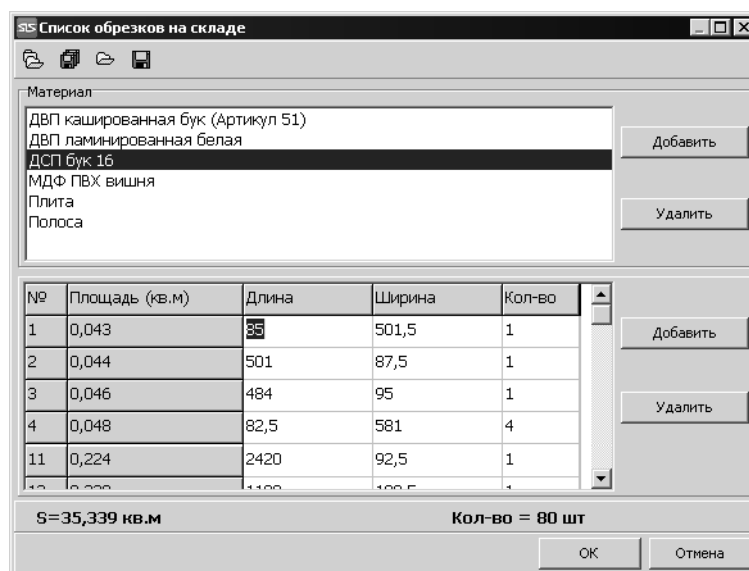 SLS Список обрезков на складе
Материал
ДВП кашированная бук (Артикул 51)
ДВП ламинированная белая
ДСП бук 16
МДФ ПВХ вишня
Плита
Полоса
Добавить
Удалить
№ Площадь (кв.м) Длина Ширина Кол-во
1 0,043 85 501,5 1
2 0,044 501 87,5 1
3 0,046 484 95 1
4 0,048 82,5 581 4
11 0,224 2420 92,5 1
Добавить
Удалить
S=35,339 кв.м Кол-во = 80 шт
ОК Отмена